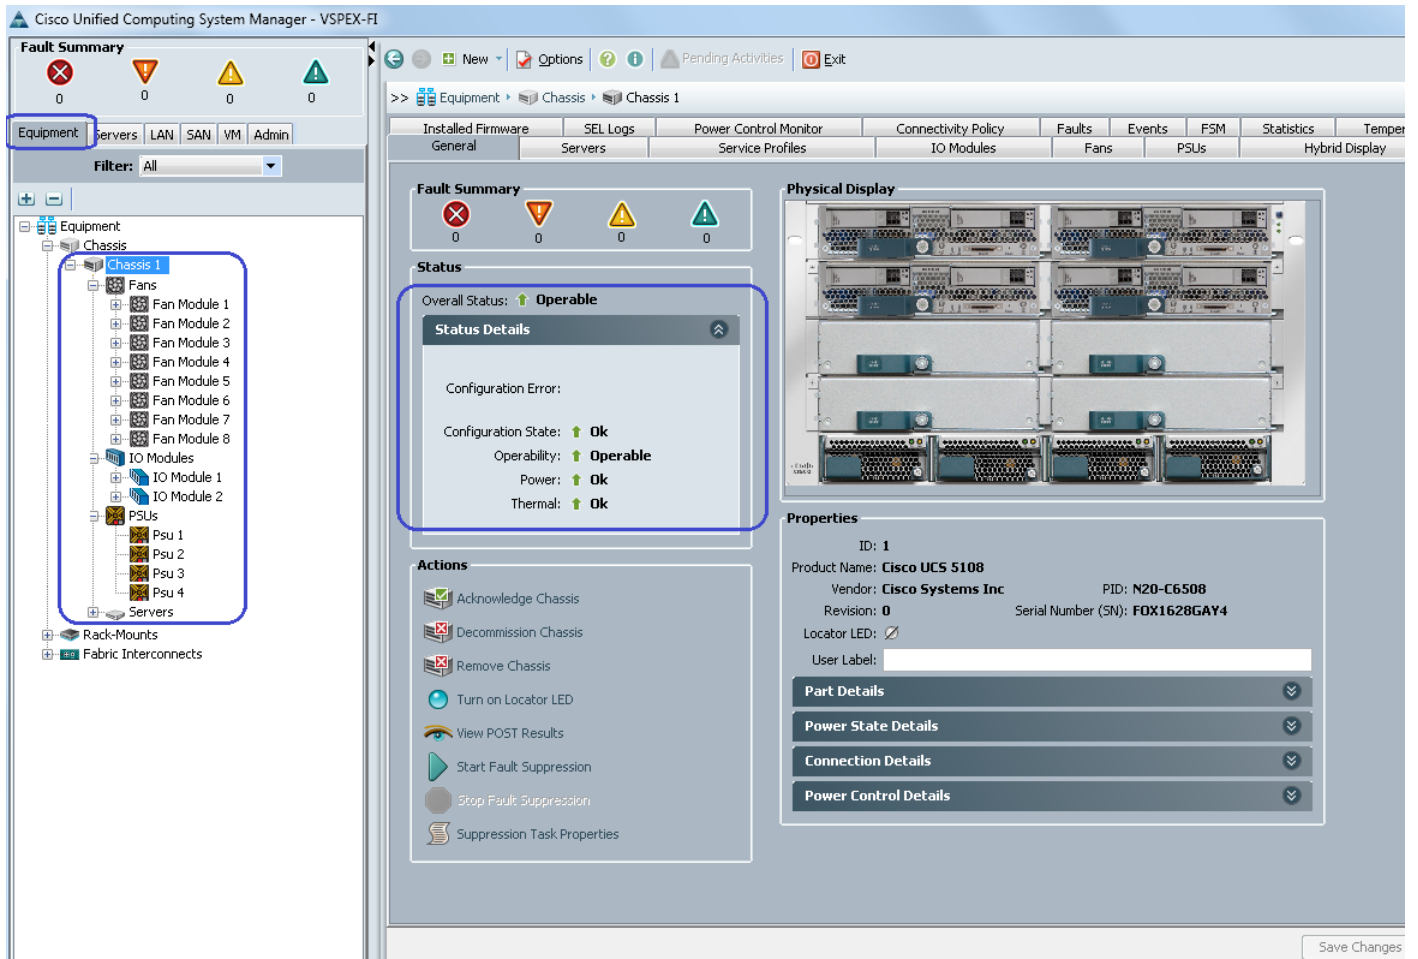 Cisco Unified Computing System Manager - VSPEX-FI
Fault Summary
0 0 0 0
Equipment Servers LAN SAN VM Admin
Filter: All
Equipment
Chassis
Chassis 1
Fans
Fan Module 1
Fan Module 2
Fan Module 3
Fan Module 4
Fan Module 5
Fan Module 6
Fan Module 7
Fan Module 8
IO Modules
IO Module 1
IO Module 2
PSUs
Psu 1
Psu 2
Psu 3
Psu 4
Servers
Rack-Mounts
Fabric Interconnects
New Options Pending Activities Exit
>> Equipment Chassis Chassis 1
Installed Firmware SEL Logs Power Control Monitor Connectivity Policy Faults Events FSM Statistics Temper
General Servers Service Profiles IO Modules Fans PSUs Hybrid Display
Fault Summary
0 0 0 0
Status
Overall Status: Operable
Status Details
Configuration Error:
Configuration State: Ok
Operability: Operable
Power: Ok
Thermal: Ok
Actions
Acknowledge Chassis
Decommission Chassis
Remove Chassis
Turn on Locator LED
View POST Results
Start Fault Suppression
Stop Fault Suppression
Suppression Task Properties
Physical Display
Properties
ID: 1
Product Name: Cisco UCS 5108
Vendor: Cisco Systems Inc PID: N20-C6508
Revision: 0 Serial Number (SN): FOX1628GAY4
Locator LED:
User Label:
Part Details
Power State Details
Connection Details
Power Control Details
Save Changes